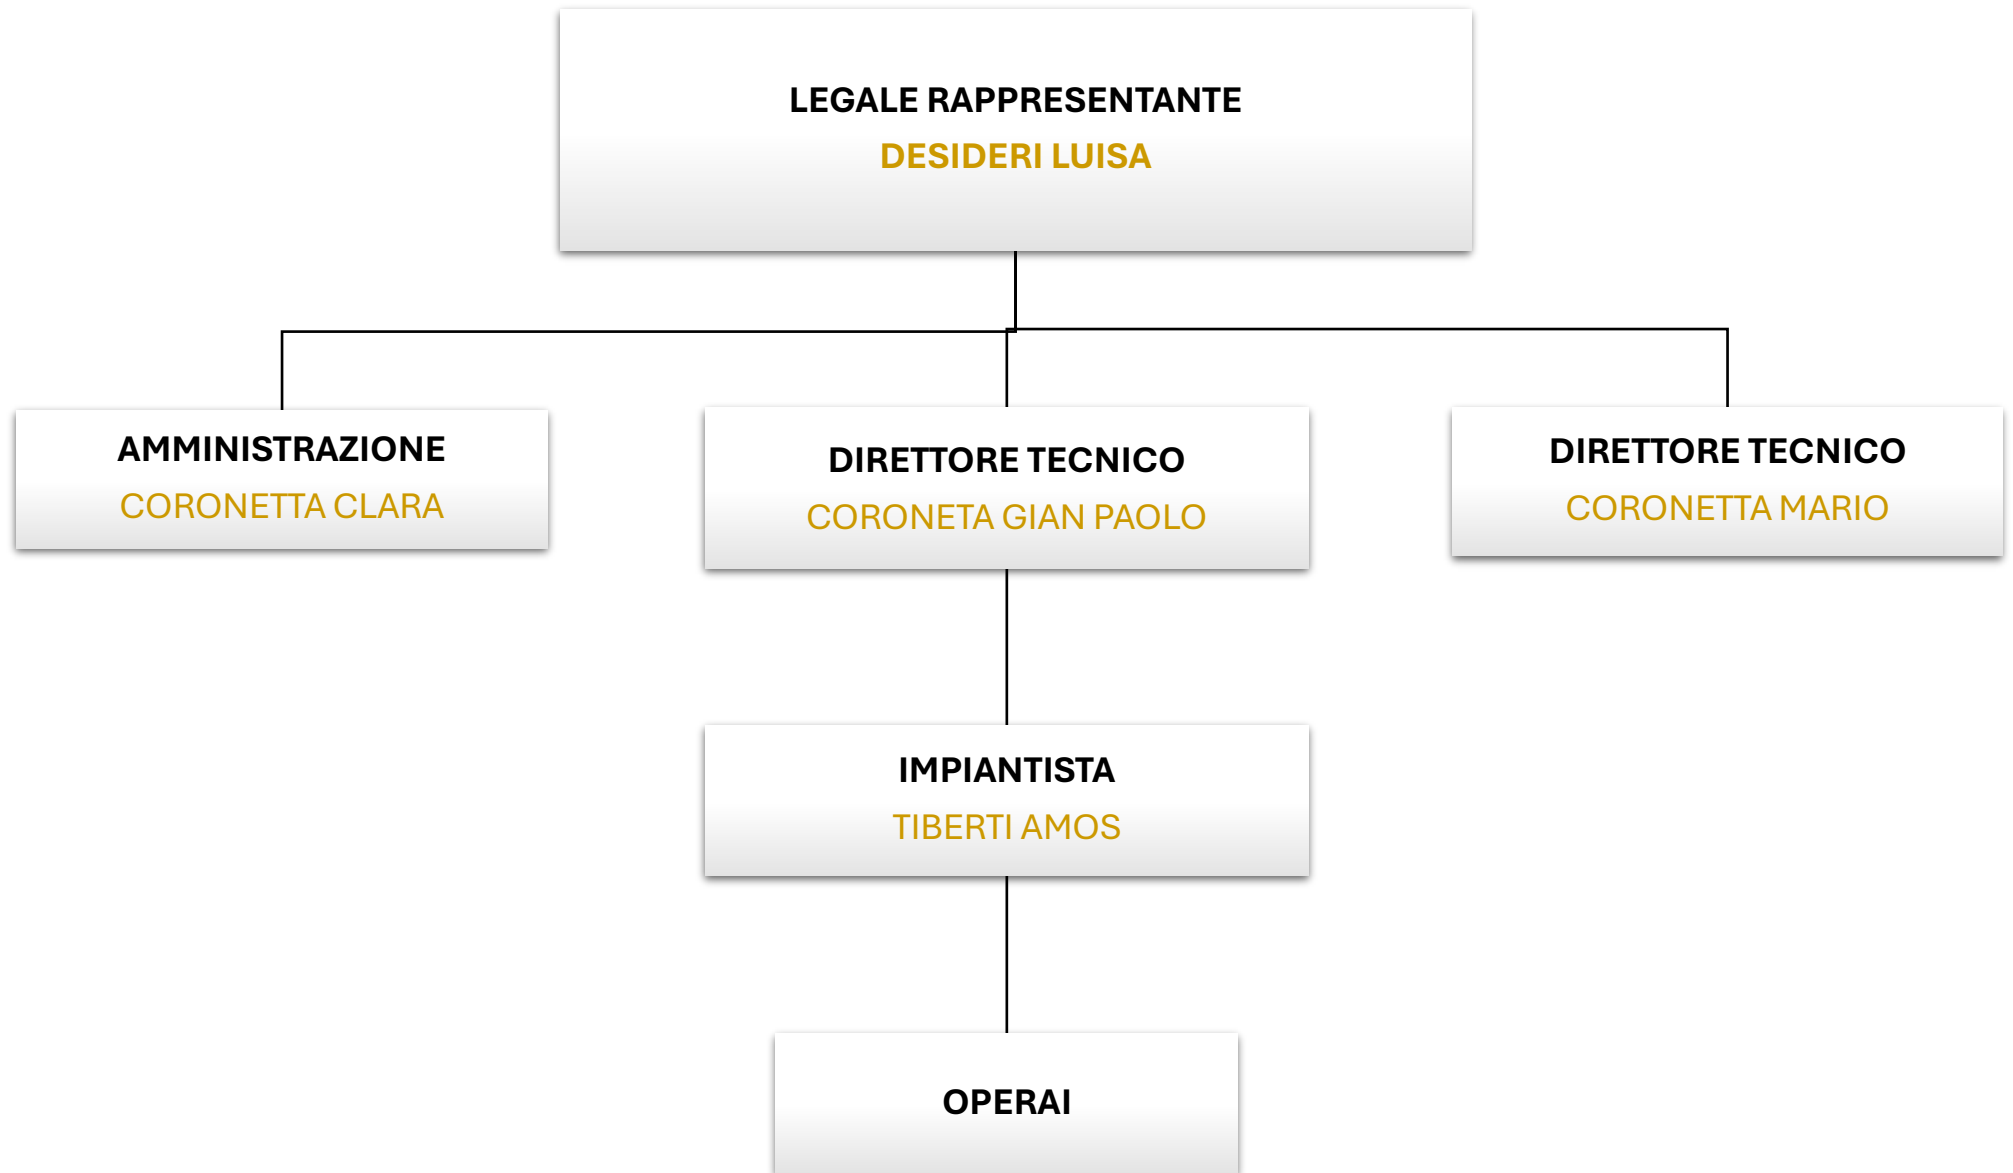 LEGALE RAPPRESENTANTE
DESIDERI LUISA
AMMINISTRAZIONE
CORONETTA CLARA
DIRETTORE TECNICO
CORONETA GIAN PAOLO
DIRETTORE TECNICO
CORONETTA MARIO
IMPIANTISTA
TIBERTI AMOS
OPERAI